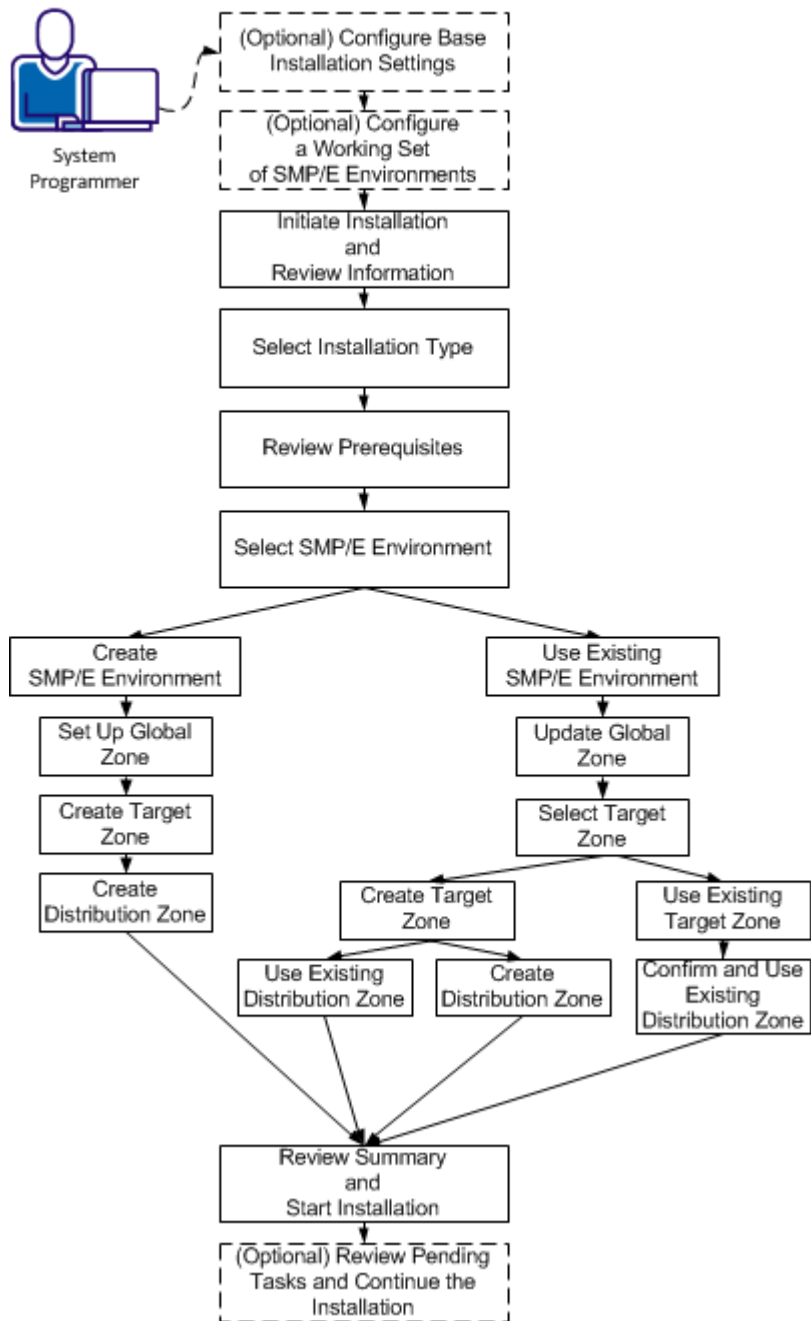 (Optional) Configure Base
Installation Settings
System
Programmer
(Optional) Configure
a Working Set
of SMP/E Environments
Initiate Installation
and
Review Information
Select Installation Type
Review Prerequisites
Select SMP/E Environment
Create
SMP/E Environment
Use Existing
SMP/E Environment
Set Up Global
Zone
Update Global
Zone
Create Target
Zone
Select Target
Zone
Create
Distribution Zone
Create Target
Zone
Use Existing
Target Zone
Use Existing
Distribution Zone
Create
Distribution Zone
Confirm and Use
Existing
Distribution Zone
Review Summary
and
Start Installation
(Optional) Review Pending
Tasks and Continue the
Installation